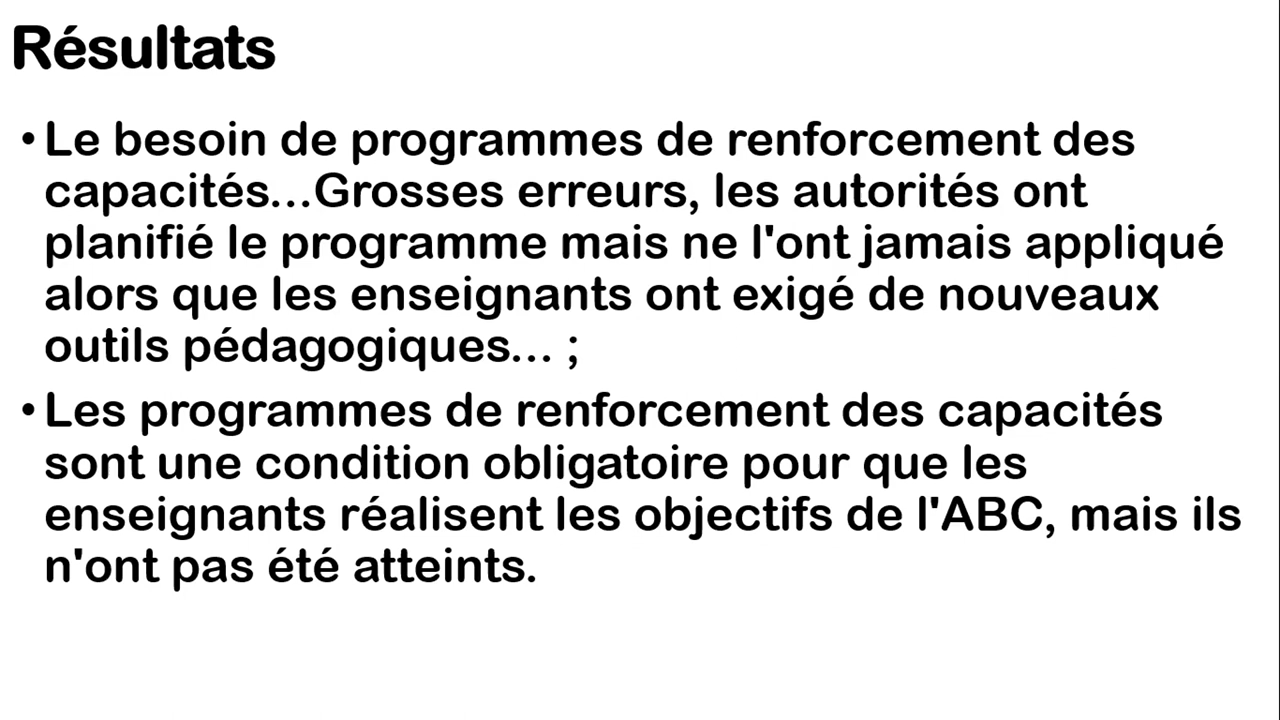 Résultats
• Le besoin de programmes de renforcement des
capacités...Grosses erreurs, les autorités ont
planifié le programme mais ne l'ont jamais appliqué
alors que les enseignants ont exigé de nouveaux
outils pédagogiques... ;
• Les programmes de renforcement des capacités
sont une condition obligatoire pour que les
enseignants réalisent les objectifs de l'ABC, mais ils
n'ont pas été atteints.